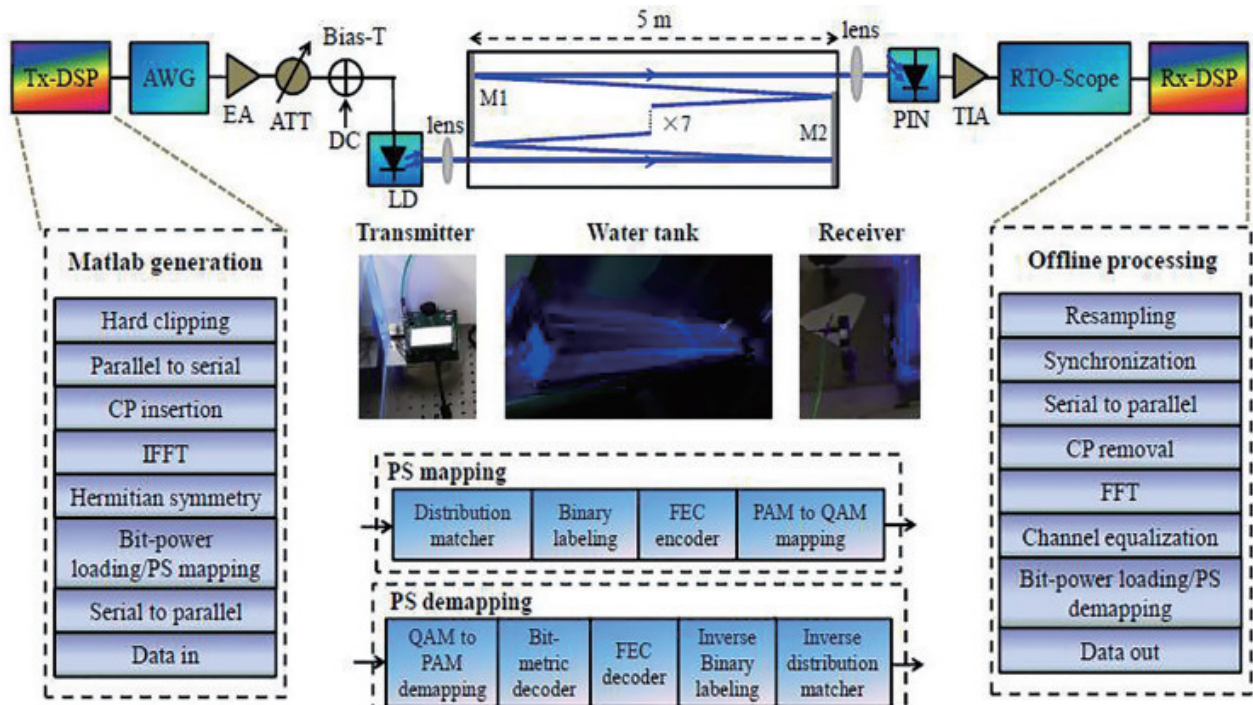 5 m
lens
Bias-T
Tx-DSP
AWG
EA
ATT
DC
LD
lens
M1
×7
M2
PIN
TIA
RTO-Scope
Rx-DSP
Transmitter
Water tank
Receiver
Matlab generation
Hard clipping
Parallel to serial
CP insertion
IFFT
Hermitian symmetry
Bit-power
loading/PS mapping
Serial to parallel
Data in
PS mapping
Distribution
matcher
Binary
labeling
FEC
encoder
PAM to QAM
mapping
PS demapping
QAM to
PAM
demapping
Bit-
metric
decoder
FEC
decoder
Inverse
Binary
labeling
Inverse
distribution
matcher
Offline processing
Resampling
Synchronization
Serial to parallel
CP removal
FFT
Channel equalization
Bit-power loading/PS
demapping
Data out